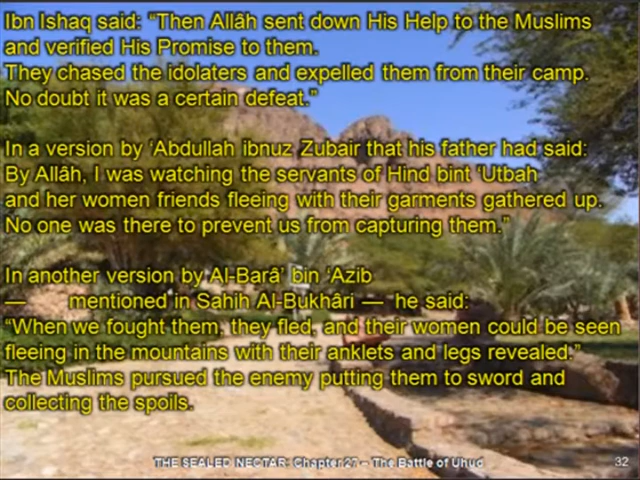 Ibn Ishaq said: “Then Allâh sent down His Help to the Muslims
and verified His Promise to them.
They chased the idolaters and expelled them from their camp.
No doubt it was a certain defeat.”
In a version by ‘Abdullah ibnuz Zubair that his father had said:
By Allâh, I was watching the servants of Hind bint ‘Utbah
and her women friends fleeing with their garments gathered up.
No one was there to prevent us from capturing them.”
In another version by Al-Barâ’ bin ‘Azib
— mentioned in Sahih Al-Bukhâri — he said:
“When we fought them, they fled, and their women could be seen
fleeing in the mountains with their anklets and legs revealed.”
The Muslims pursued the enemy putting them to sword and
collecting the spoils.
THE SEALED NECTAR: Chapter 27 – The Battle of Uhud 32